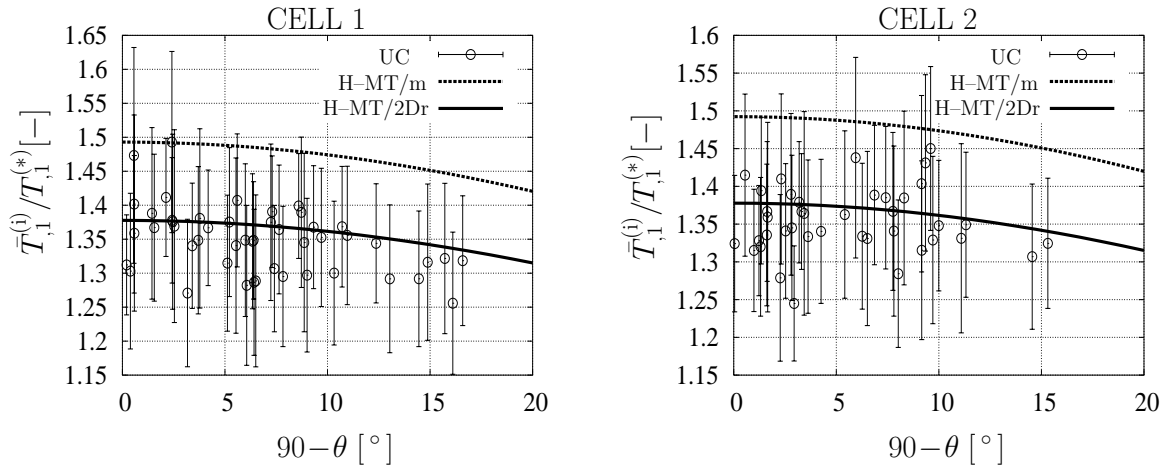 CELL 1
T̄,₁⁽ⁱ⁾/T,₁⁽*⁾ [−]
1.65
1.6
1.55
1.5
1.45
1.4
1.35
1.3
1.25
1.2
1.15
UC
H–MT/m
H–MT/2Dr
0 5 10 15 20
90−θ [°]
CELL 2
T̄,₁⁽ⁱ⁾/T,₁⁽*⁾[−]
1.6
1.55
1.5
1.45
1.4
1.35
1.3
1.25
1.2
1.15
UC
H–MT/m
H–MT/2Dr
0 5 10 15 20
90−θ [°]